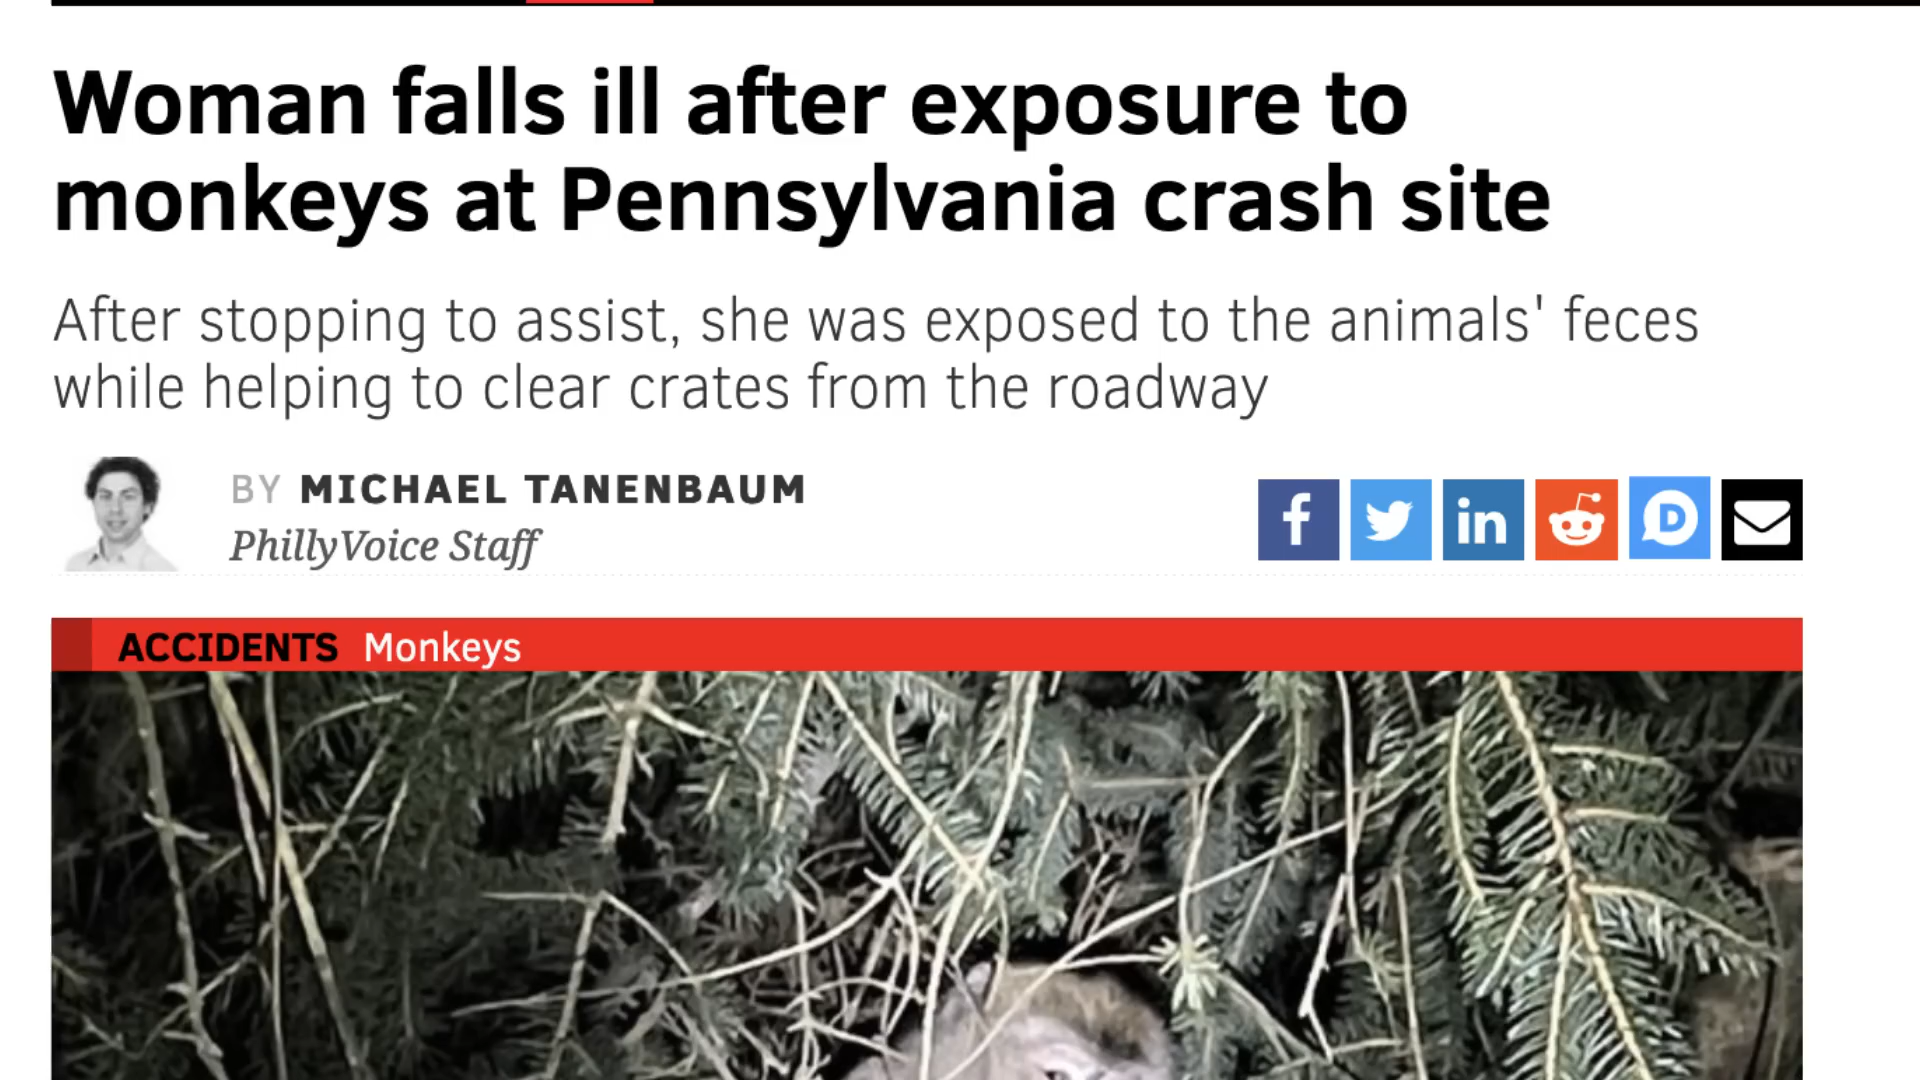 Woman falls ill after exposure to
monkeys at Pennsylvania crash site
After stopping to assist, she was exposed to the animals' feces
while helping to clear crates from the roadway
BY MICHAEL TANENBAUM
PhillyVoice Staff
ACCIDENTS Monkeys